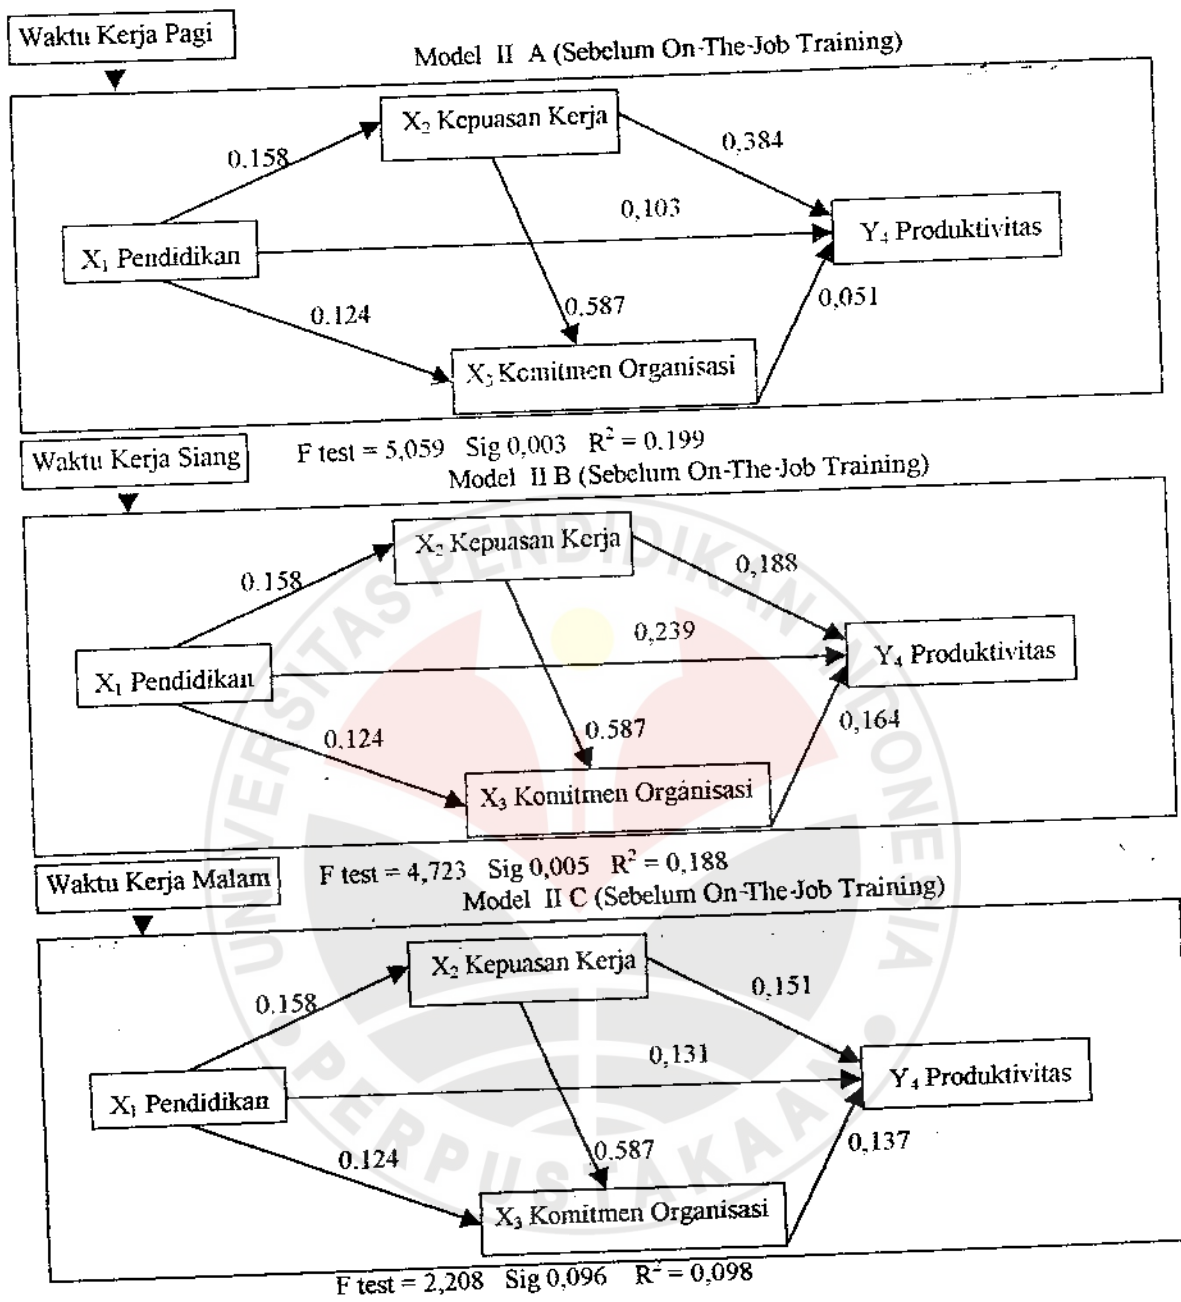 Waktu Kerja Pagi
Model II A (Sebelum On-The-Job Training)
X₂ Kepuasan Kerja
0.158
0,384
0,103
X₁ Pendidikan
Y₄ Produktivitas
0.124
0.587
0,051
X₃ Komitmen Organisasi
F test = 5,059 Sig 0,003 R² = 0.199
Waktu Kerja Siang
Model II B (Sebelum On-The-Job Training)
X₂ Kepuasan Kerja
0.158
0,188
0,239
X₁ Pendidikan
Y₄ Produktivitas
0.124
0.587
0,164
X₃ Komitmen Organisasi
F test = 4,723 Sig 0,005 R² = 0,188
Waktu Kerja Malam
Model II C (Sebelum On-The-Job Training)
X₂ Kepuasan Kerja
0.158
0,151
0,131
X₁ Pendidikan
Y₄ Produktivitas
0.124
0.587
0,137
X₃ Komitmen Organisasi
F test = 2,208 Sig 0,096 R² = 0,098
UNIVERSITAS PENDIDIKAN INDONESIA
PERPUSTAKAAN